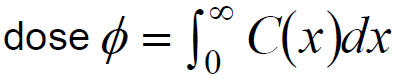 dose ϕ = ∫₀^∞ C(x)dx